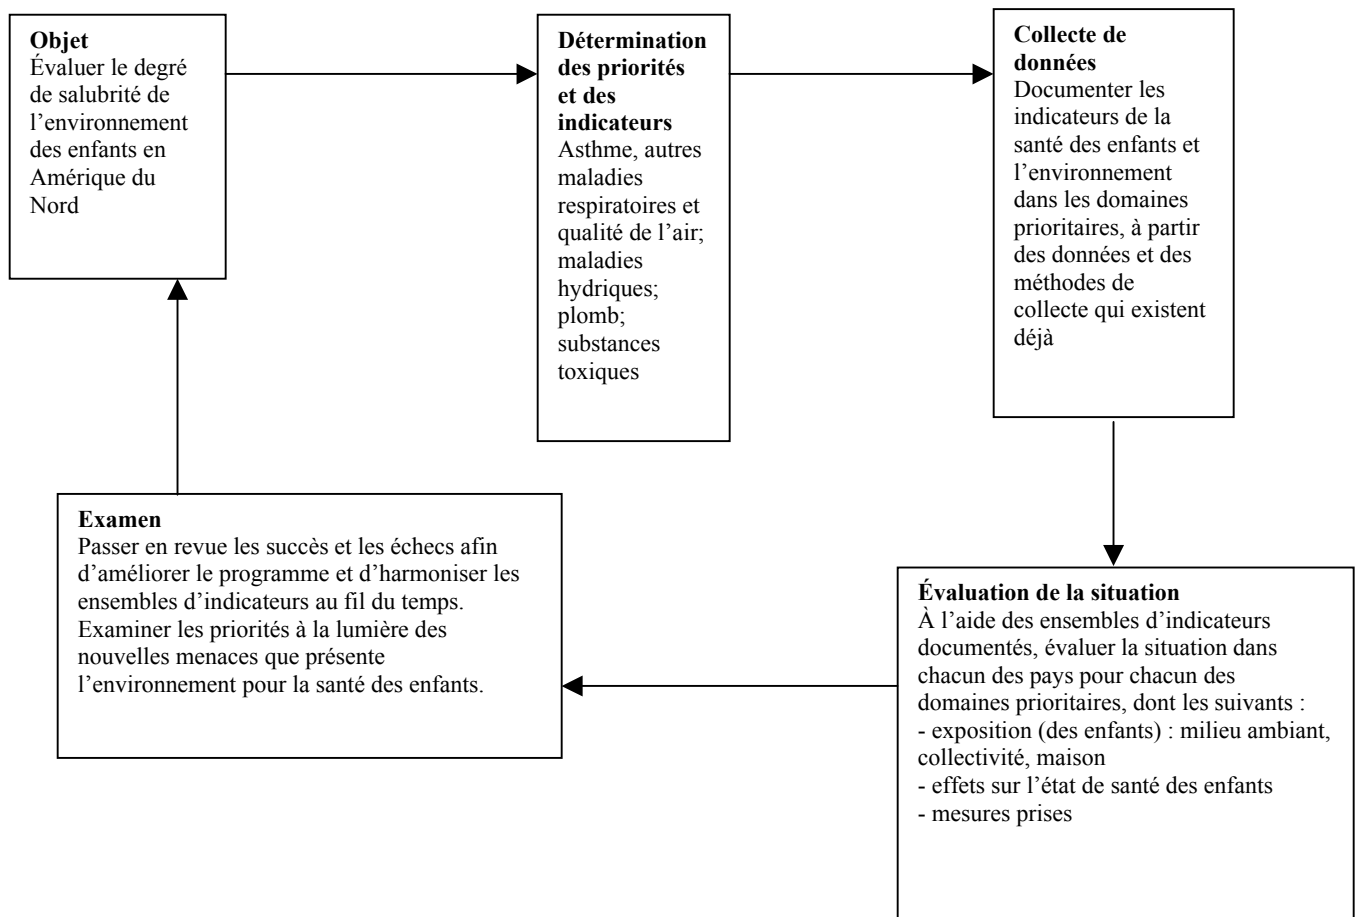 Objet
Évaluer le degré
de salubrité de
l’environnement
des enfants en
Amérique du
Nord
Détermination
des priorités
et des
indicateurs
Asthme, autres
maladies
respiratoires et
qualité de l’air;
maladies
hydriques;
plomb;
substances
toxiques
Collecte de
données
Documenter les
indicateurs de la
santé des enfants et
l’environnement
dans les domaines
prioritaires, à partir
des données et des
méthodes de
collecte qui existent
déjà
Évaluation de la situation
À l’aide des ensembles d’indicateurs
documentés, évaluer la situation dans
chacun des pays pour chacun des
domaines prioritaires, dont les suivants :
- exposition (des enfants) : milieu ambiant,
collectivité, maison
- effets sur l’état de santé des enfants
- mesures prises
Examen
Passer en revue les succès et les échecs afin
d’améliorer le programme et d’harmoniser les
ensembles d’indicateurs au fil du temps.
Examiner les priorités à la lumière des
nouvelles menaces que présente
l’environnement pour la santé des enfants.